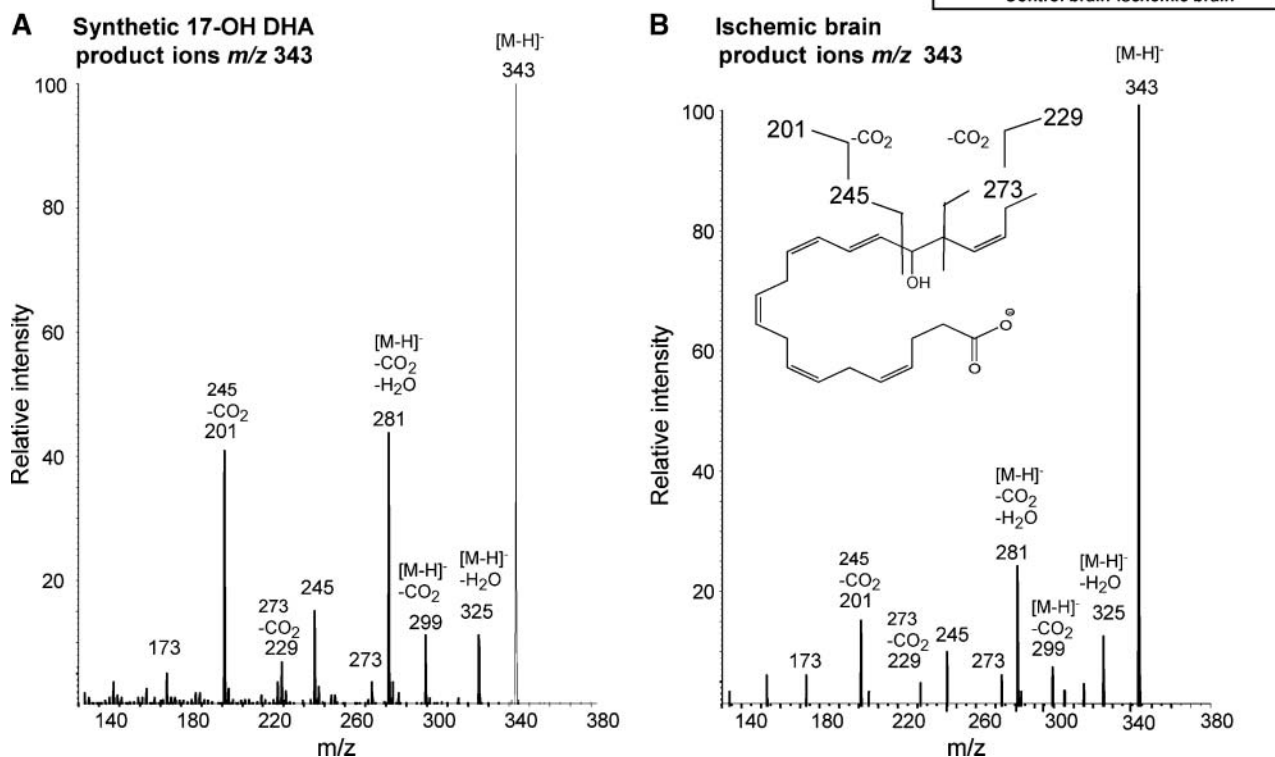 Control brain Ischemic brain
A Synthetic 17-OH DHA
product ions m/z 343
[M-H]-
343
100
80
60
40
20
Relative intensity
245
-CO2
201
[M-H]-
-CO2
-H2O
281
173
273
-CO2
229
245
273
[M-H]-
-CO2
299
[M-H]-
-H2O
325
140
180
220
260
300
340
380
m/z
B Ischemic brain
product ions m/z 343
[M-H]-
343
100
80
60
40
20
Relative intensity
201
-CO2
245
-CO2
229
273
OH
O
⊖
O
173
245
-CO2
201
273
-CO2
229
245
273
[M-H]-
-CO2
-H2O
281
[M-H]-
-CO2
299
[M-H]-
-H2O
325
140
180
220
260
300
340
380
m/z